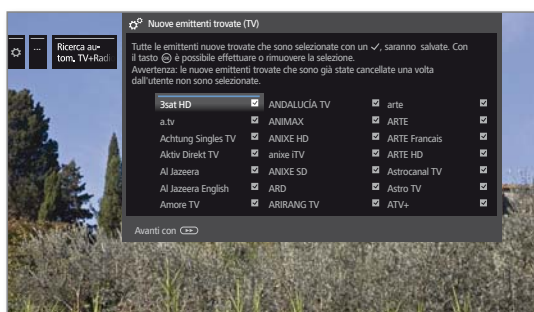 Nuove emittenti trovate (TV)
...
Ricerca au-
tom. TV+Radi
Tutte le emittenti nuove trovate che sono selezionate con un ✓, saranno salvate. Con
il tasto OK è possibile effettuare o rimuovere la selezione.
Avvertenza: le nuove emittenti trovate che sono già state cancellate una volta
dall'utente non sono selezionate.
3sat HD ANDALUCÍA TV arte
a.tv ANIMAX ARTE
Achtung Singles TV ANIXE HD ARTE Francais
Aktiv Direkt TV anixe iTV ARTE HD
Al Jazeera ANIXE SD Astrocanal TV
Al Jazeera English ARD Astro TV
Amore TV ARIRANG TV ATV+
Avanti con